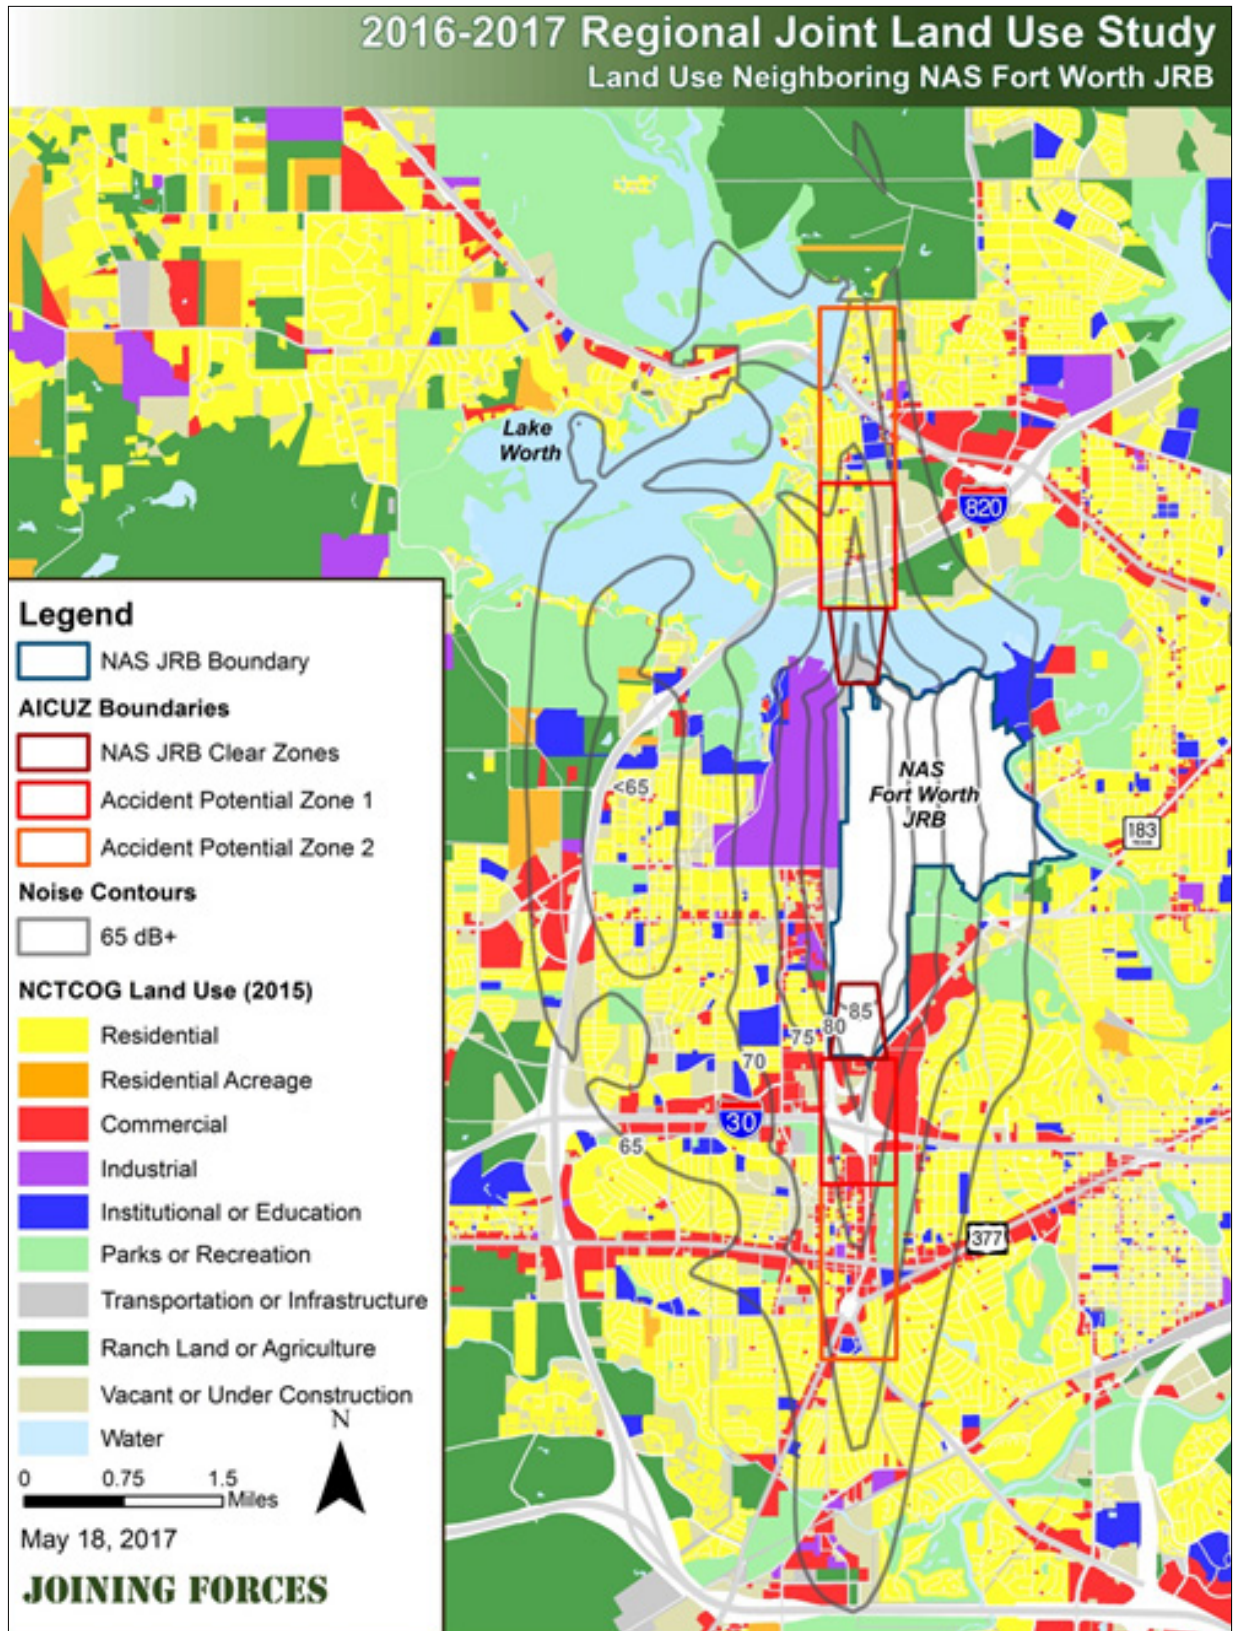 2016-2017 Regional Joint Land Use Study
Land Use Neighboring NAS Fort Worth JRB
Lake
Worth
820
NAS
Fort Worth
JRB
183
TEXAS
<65
85
80
75
70
30
65
377
Legend
NAS JRB Boundary
AICUZ Boundaries
NAS JRB Clear Zones
Accident Potential Zone 1
Accident Potential Zone 2
Noise Contours
65 dB+
NCTCOG Land Use (2015)
Residential
Residential Acreage
Commercial
Industrial
Institutional or Education
Parks or Recreation
Transportation or Infrastructure
Ranch Land or Agriculture
Vacant or Under Construction
Water
N
0 0.75 1.5
Miles
May 18, 2017
JOINING FORCES